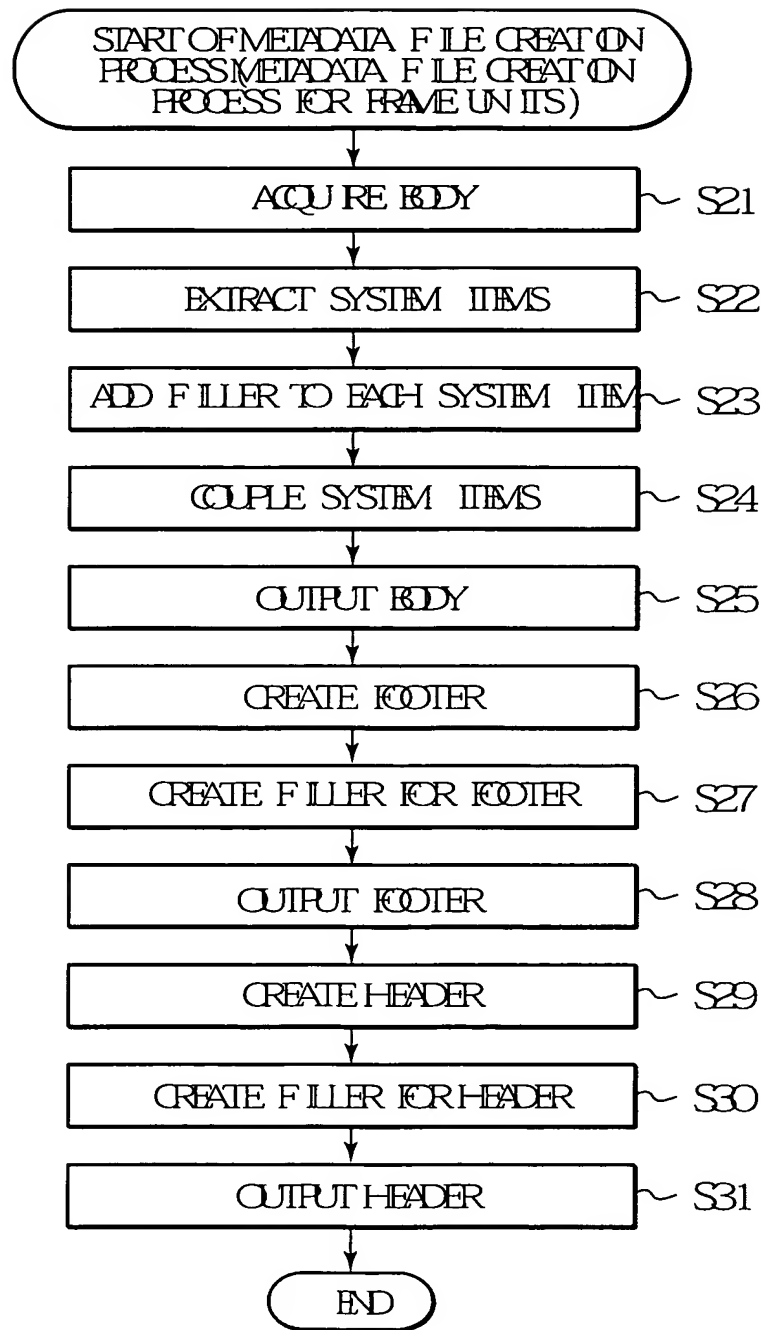 START OF METADATA FILE CREATION
PROCESS (METADATA FILE CREATION
PROCESS FOR FRAME UNITS)
ACQUIRE BODY
S21
EXTRACT SYSTEM ITEMS
S22
ADD FILLER TO EACH SYSTEM ITEM
S23
COUPLE SYSTEM ITEMS
S24
OUTPUT BODY
S25
CREATE FOOTER
S26
CREATE FILLER FOR FOOTER
S27
OUTPUT FOOTER
S28
CREATE HEADER
S29
CREATE FILLER FOR HEADER
S30
OUTPUT HEADER
S31
END